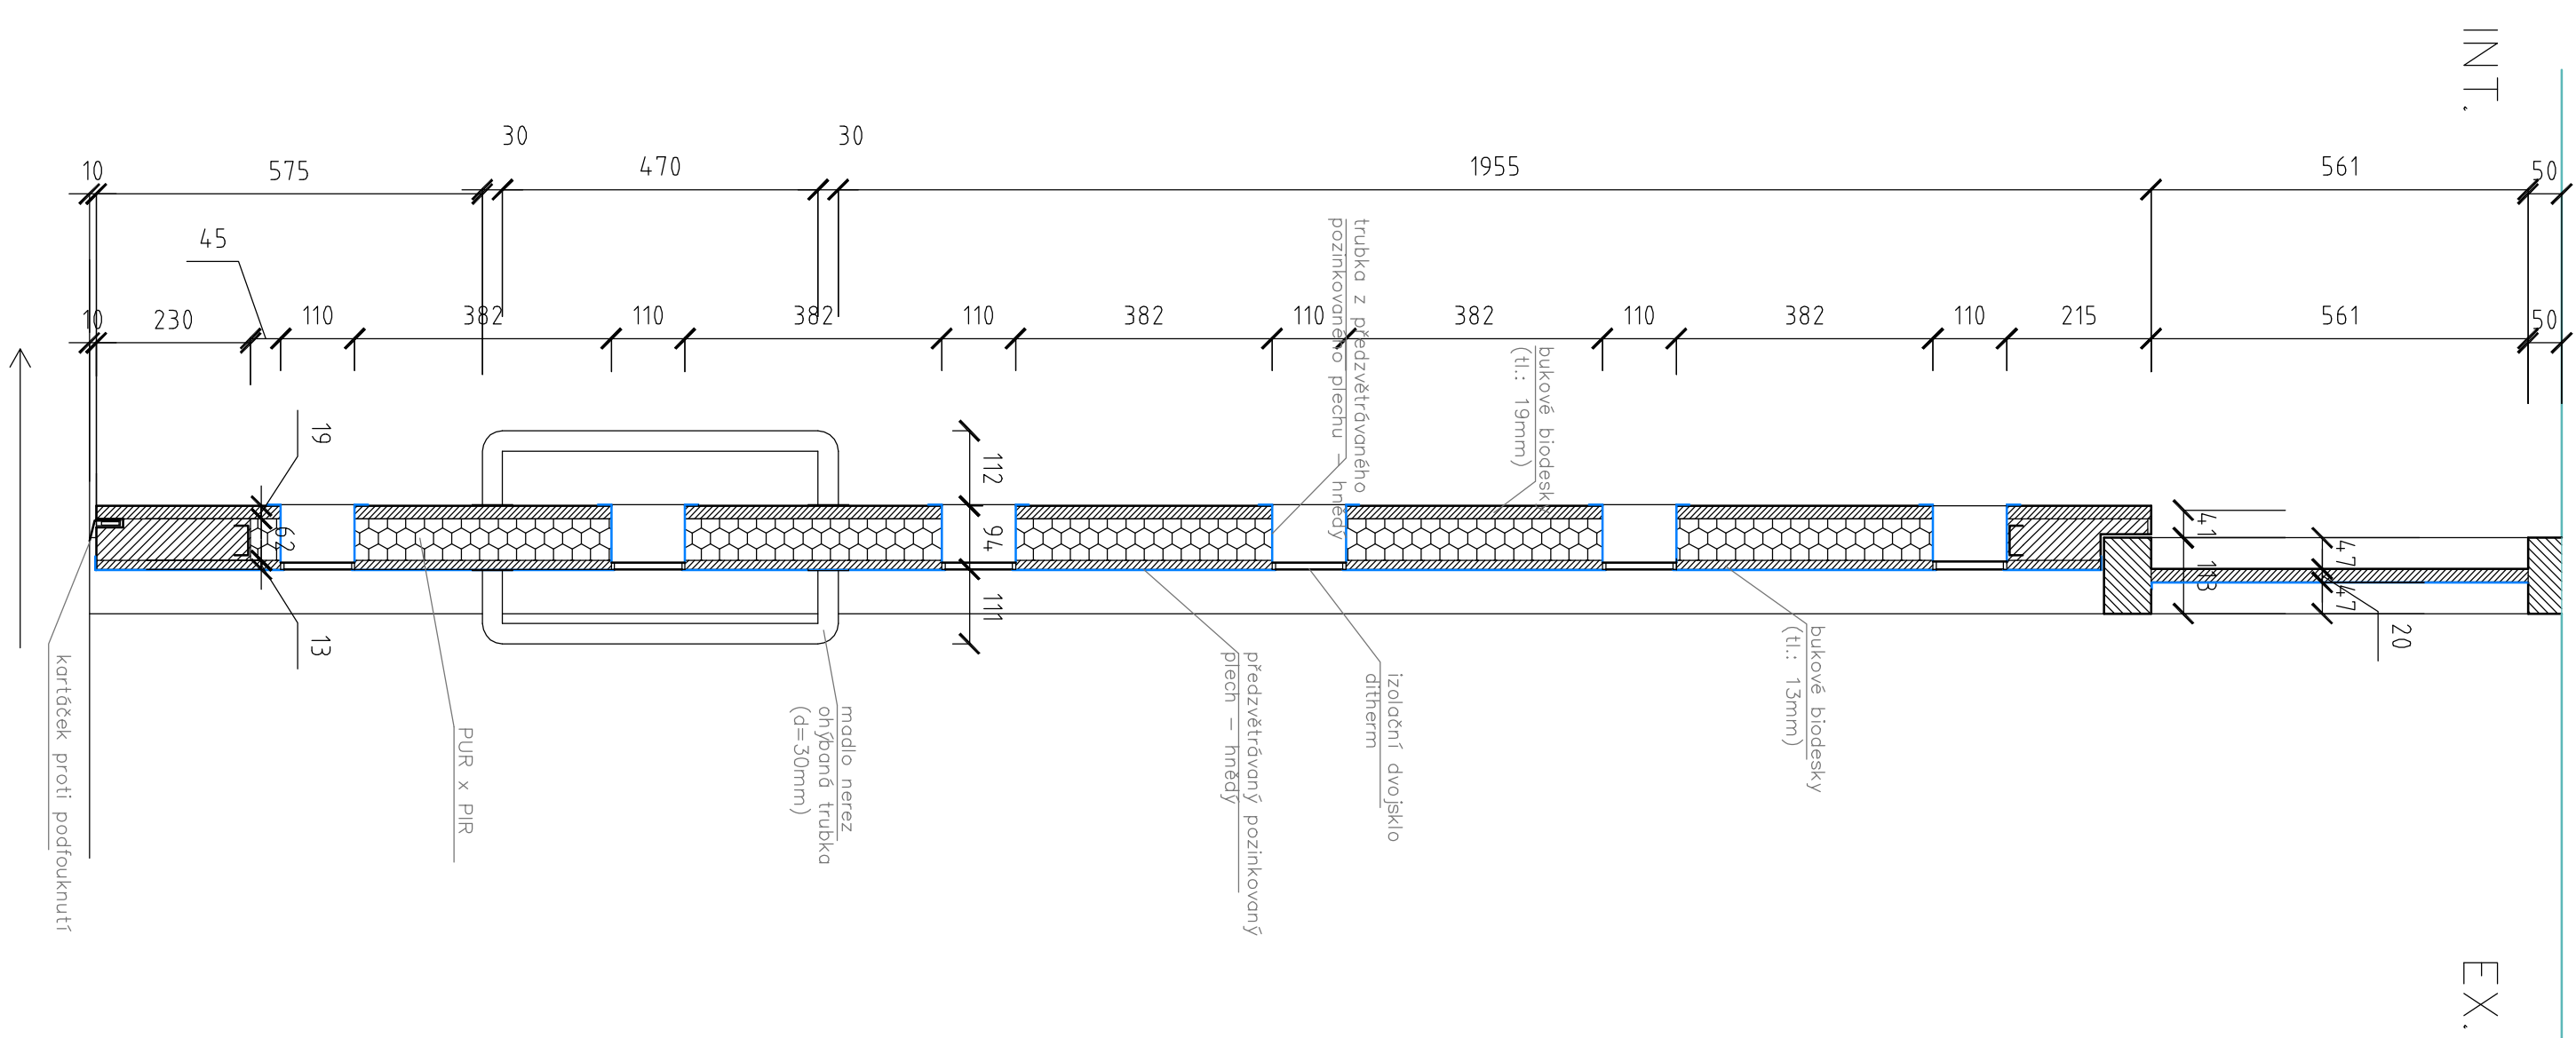 INT.
30
30
10
575
470
1955
561
50
45
10
230
110
382
110
382
110
382
110
382
110
382
110
215
561
50
trubka z předzvětrávaného
pozinkovaného plechu – hnědý
bukové biodesky
(tl.: 19mm)
19
62
13
112
94
111
41
113
47
47
20
kartáček proti podfouknutí
PUR x PIR
madlo nerez
ohýbaná trubka
(d=30mm)
předzvětrávaný pozinkovaný
plech – hnědý
izolační dvojsklo
ditherm
bukové biodesky
(tl.: 13mm)
EX.